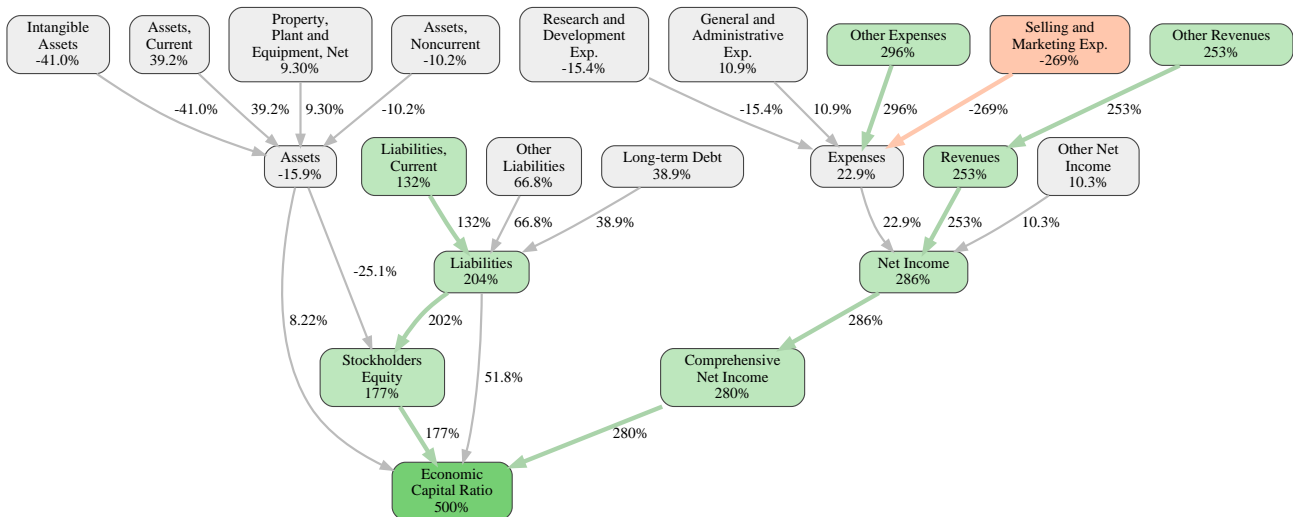 Intangible
Assets
-41.0%
Assets,
Current
39.2%
Property,
Plant and
Equipment, Net
9.30%
Assets,
Noncurrent
-10.2%
Research and
Development
Exp.
-15.4%
General and
Administrative
Exp.
10.9%
Other Expenses
296%
Selling and
Marketing Exp.
-269%
Other Revenues
253%
-41.0%
39.2%
9.30%
-10.2%
-15.4%
10.9%
296%
-269%
253%
Assets
-15.9%
Liabilities,
Current
132%
Other
Liabilities
66.8%
Long-term Debt
38.9%
Expenses
22.9%
Revenues
253%
Other Net
Income
10.3%
132%
66.8%
38.9%
22.9%
253%
10.3%
-25.1%
Liabilities
204%
Net Income
286%
8.22%
202%
286%
Stockholders
Equity
177%
51.8%
Comprehensive
Net Income
280%
177%
280%
Economic
Capital Ratio
500%